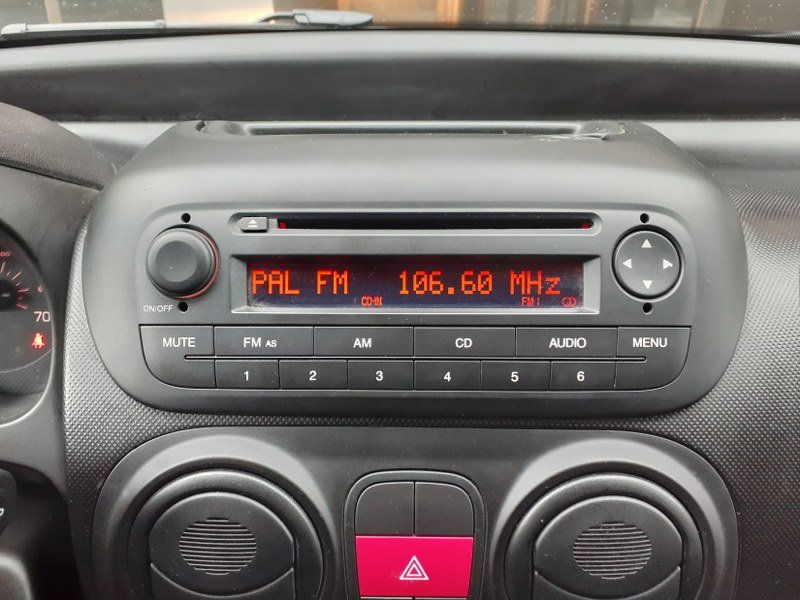 PAL FM 106.60 MHz
CD-IN FM1
ON/OFF
MUTE FM AS AM CD AUDIO MENU
1 2 3 4 5 6
70